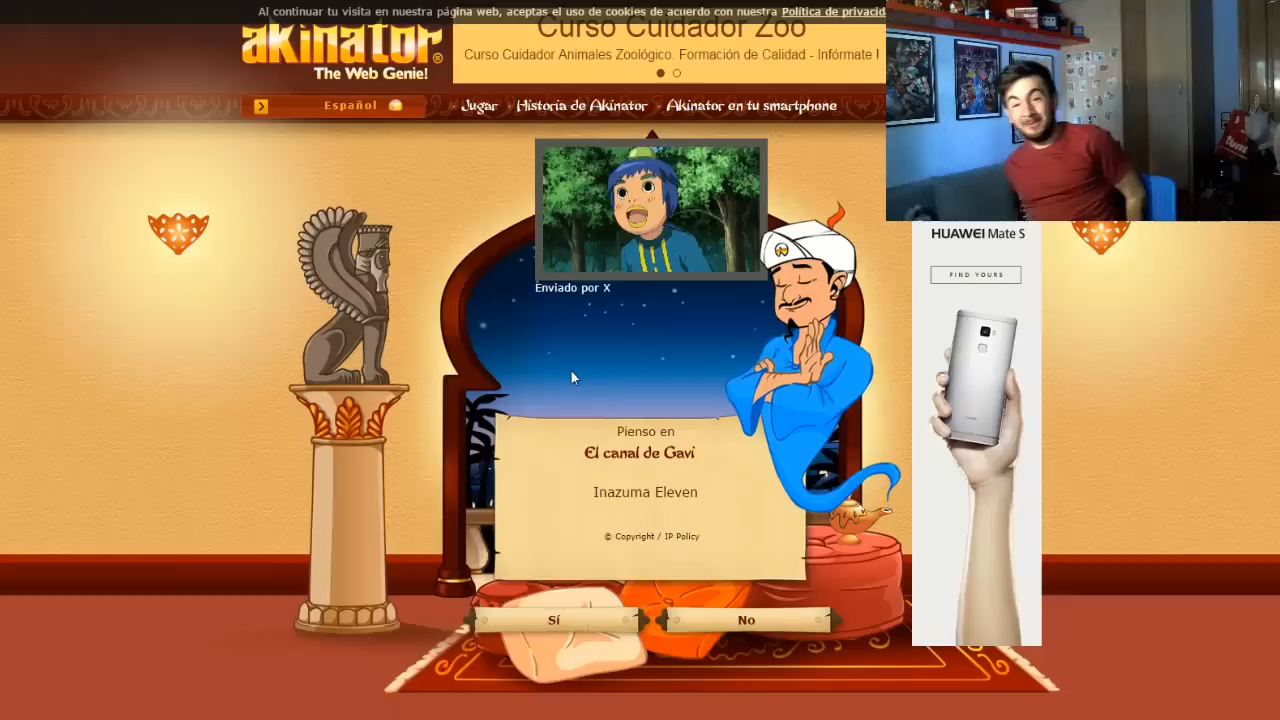 Al continuar tu visita en nuestra página web, aceptas el uso de cookies de acuerdo con nuestra Política de privacid
akinator®
The Web Genie!
Curso Cuidador Zoo
Curso Cuidador Animales Zoológico. Formación de Calidad - Infórmate
Español
Jugar
Historia de Akinator
Akinator en tu smartphone
Enviado por X
HUAWEI Mate S
FIND YOURS
Pienso en
El canal de Gavi
Inazuma Eleven
© Copyright / IP Policy
Sí
No